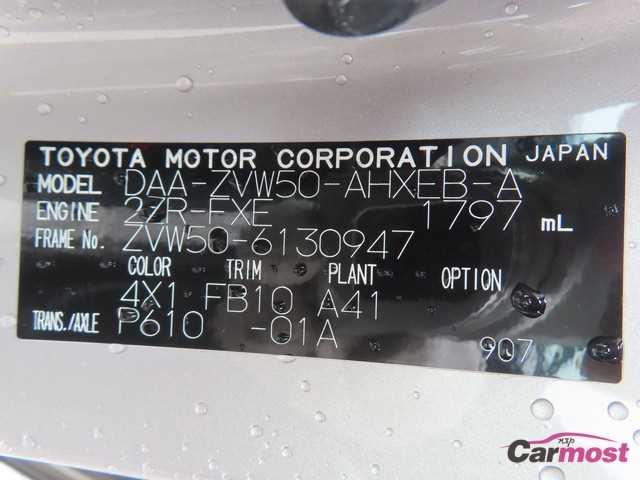 TOYOTA MOTOR CORPORATION JAPAN
MODEL DAA-ZVW50-AHXEB-A
ENGINE 2ZR-FXE 1797 mL
FRAME No. ZVW50-6130947
COLOR TRIM PLANT OPTION
4X1 FB10 A41
TRANS./AXLE P610 -01A
907
nxp
Carmost